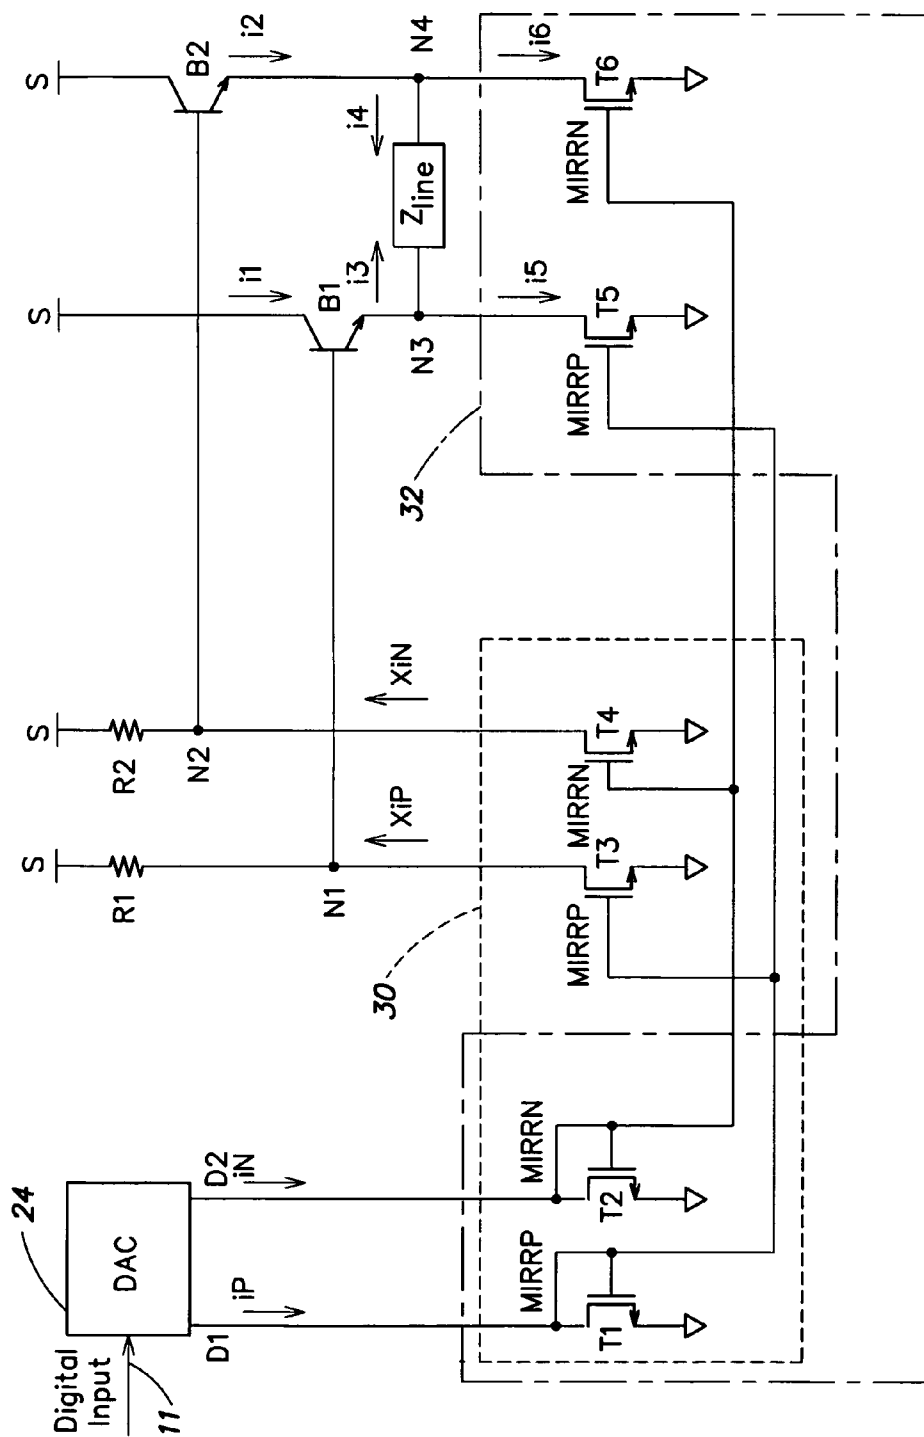 Digital
Input
11
DAC
24
D1
iP
D2
iN
MIRRP
T1
MIRRN
T2
30
S
R1
N1
XiP
MIRRP
T3
S
R2
N2
XiN
MIRRN
T4
32
S
i1
B1
i3
N3
i5
MIRRP
T5
Zline
S
B2
i2
i4
N4
i6
MIRRN
T6